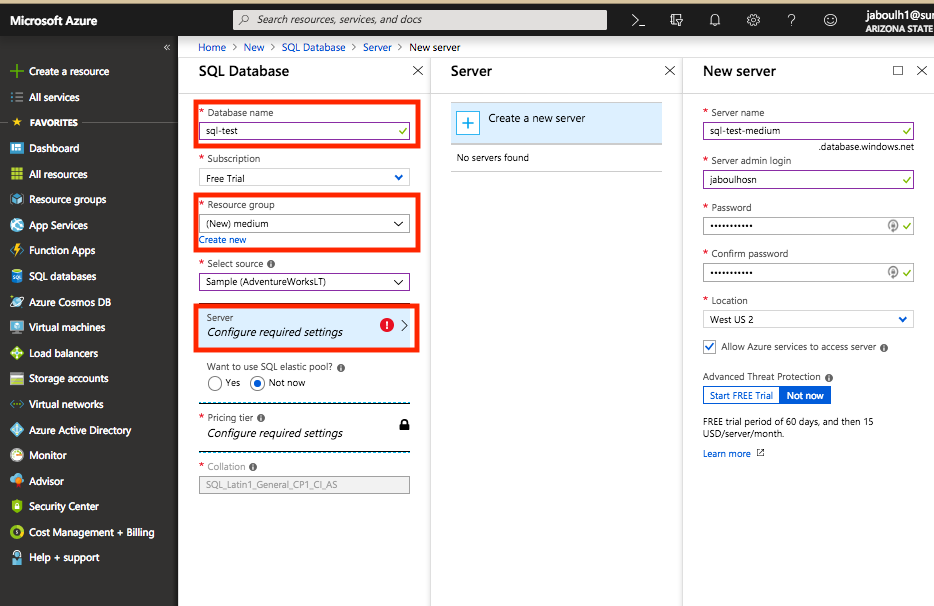 Microsoft Azure
Search resources, services, and docs
jaboulh1@sur
ARIZONA STATE
Home > New > SQL Database > Server > New server
«
Create a resource
All services
FAVORITES
Dashboard
All resources
Resource groups
App Services
Function Apps
SQL databases
Azure Cosmos DB
Virtual machines
Load balancers
Storage accounts
Virtual networks
Azure Active Directory
Monitor
Advisor
Security Center
Cost Management + Billing
Help + support
SQL Database
* Database name
sql-test
* Subscription
Free Trial
* Resource group
(New) medium
Create new
* Select source
Sample (AdventureWorksLT)
Server
Configure required settings
Want to use SQL elastic pool?
Yes Not now
* Pricing tier
Configure required settings
* Collation
SQL_Latin1_General_CP1_CI_AS
Server
Create a new server
No servers found
New server
* Server name
sql-test-medium
.database.windows.net
* Server admin login
jaboulhosn
* Password
•••••••••••
* Confirm password
•••••••••••
* Location
West US 2
Allow Azure services to access server
Advanced Threat Protection
Start FREE Trial Not now
FREE trial period of 60 days, and then 15
USD/server/month.
Learn more